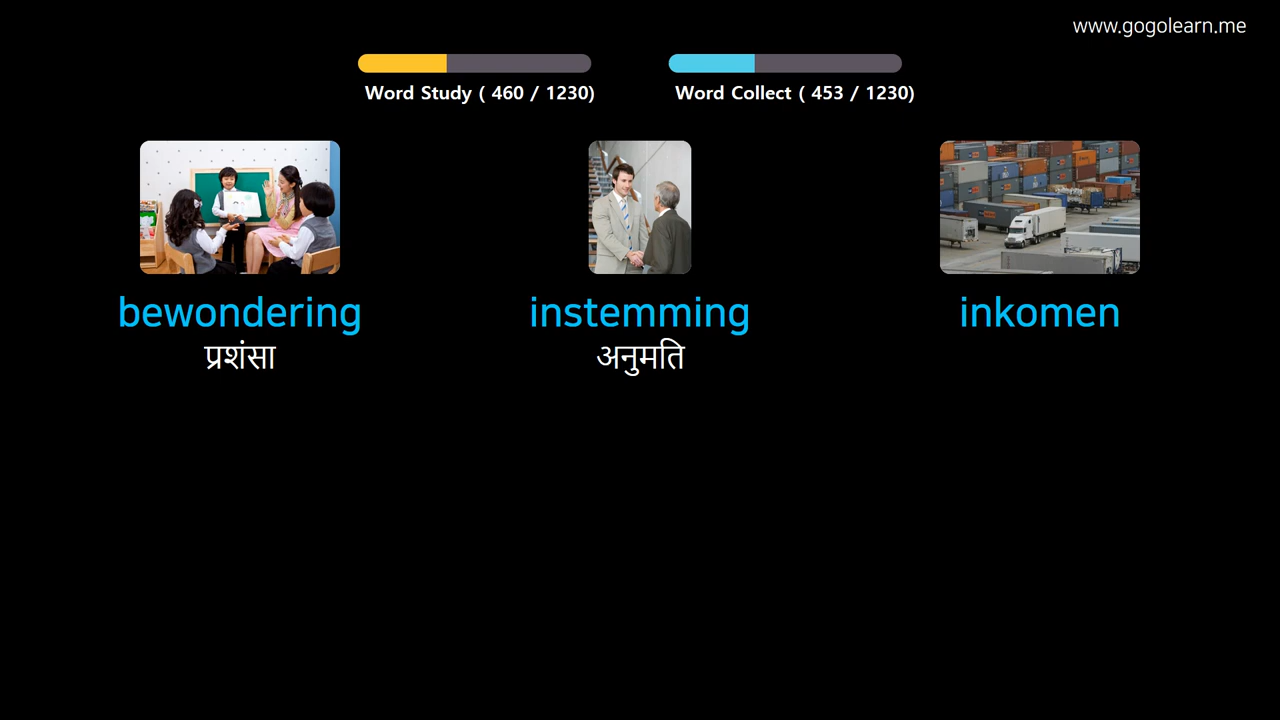 www.gogolearn.me
Word Study ( 460 / 1230)
Word Collect ( 453 / 1230)
bewondering
प्रशंसा
instemming
अनुमति
inkomen